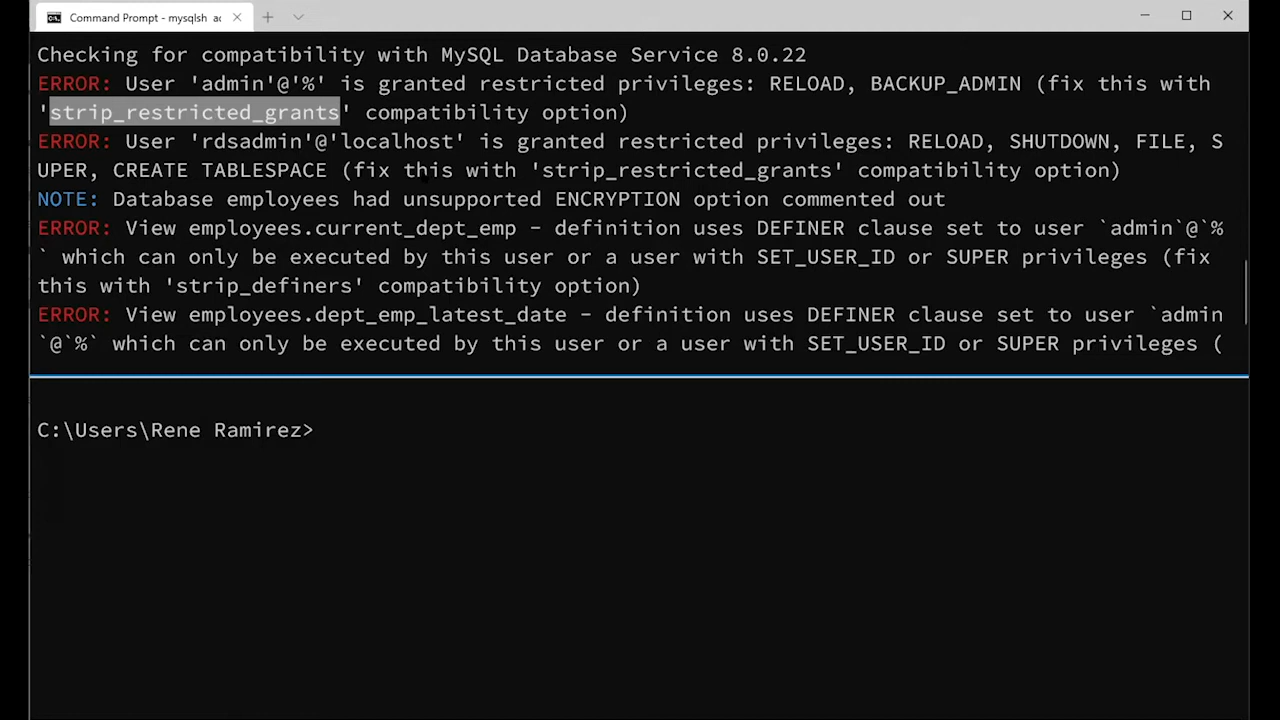 Command Prompt - mysqlsh ac
Checking for compatibility with MySQL Database Service 8.0.22
ERROR: User 'admin'@'%' is granted restricted privileges: RELOAD, BACKUP_ADMIN (fix this with
'strip_restricted_grants' compatibility option)
ERROR: User 'rdsadmin'@'localhost' is granted restricted privileges: RELOAD, SHUTDOWN, FILE, S
UPER, CREATE TABLESPACE (fix this with 'strip_restricted_grants' compatibility option)
NOTE: Database employees had unsupported ENCRYPTION option commented out
ERROR: View employees.current_dept_emp - definition uses DEFINER clause set to user `admin`@`%
` which can only be executed by this user or a user with SET_USER_ID or SUPER privileges (fix
this with 'strip_definers' compatibility option)
ERROR: View employees.dept_emp_latest_date - definition uses DEFINER clause set to user `admin
`@`%` which can only be executed by this user or a user with SET_USER_ID or SUPER privileges (
C:\Users\Rene Ramirez>